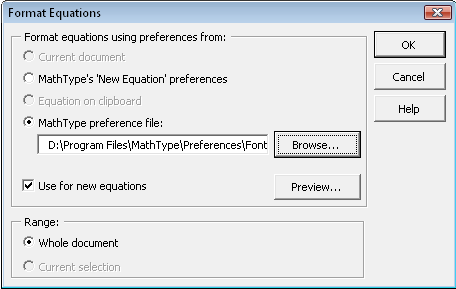 Format Equations
Format equations using preferences from:
Current document
MathType's 'New Equation' preferences
Equation on clipboard
MathType preference file:
D:\Program Files\MathType\Preferences\Font
Browse...
Use for new equations
Preview...
OK
Cancel
Help
Range:
Whole document
Current selection